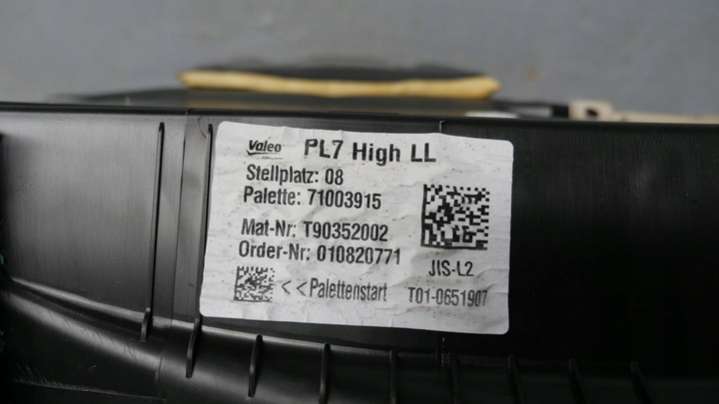 Valeo PL7 High LL
Stellplatz: 08
Palette: 71003915
Mat-Nr: T90352002
Order-Nr: 010820771
JIS-L2
<<Palettenstart
T01-0651907